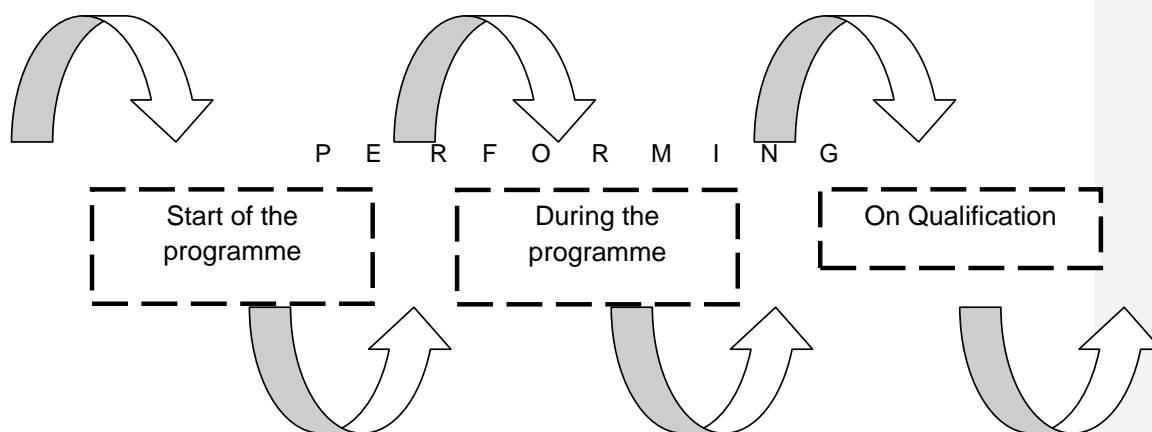 P E R F O R M I N G
Start of the
programme
During the
programme
On Qualification